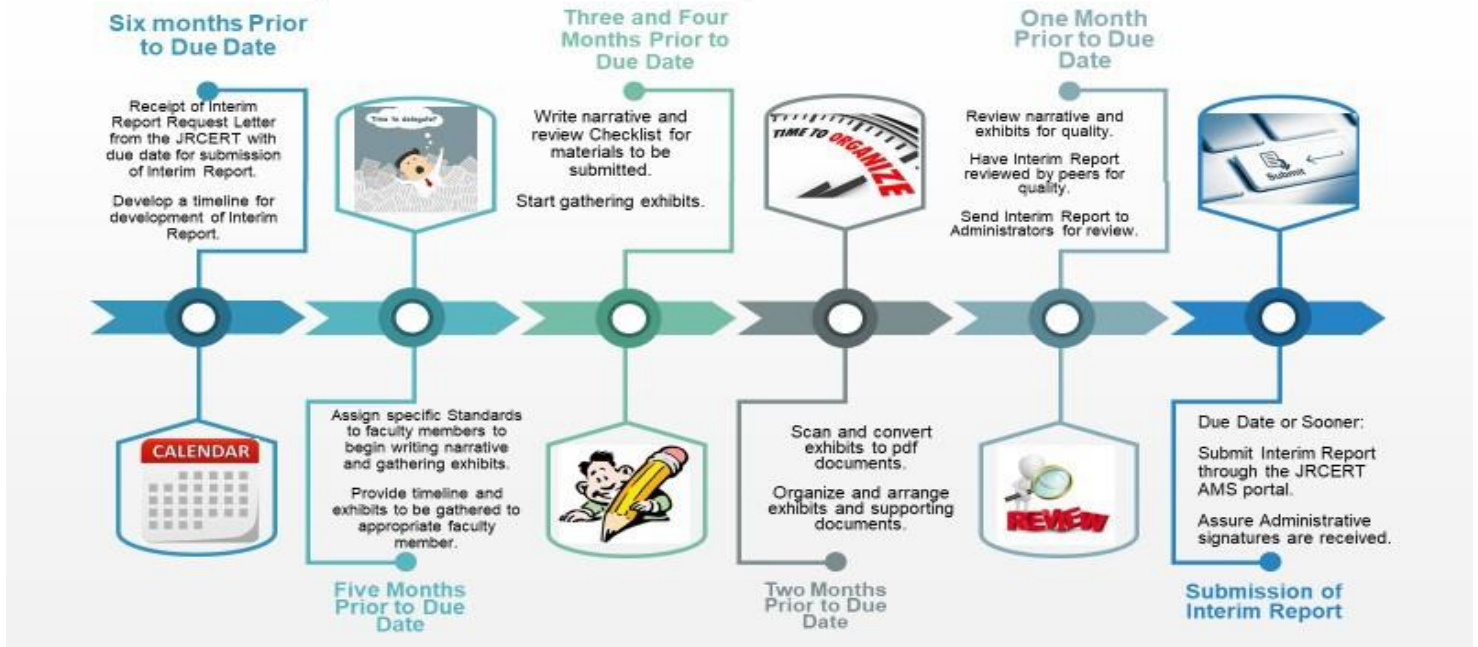 Six months Prior
to Due Date
Receipt of Interim
Report Request Letter
from the JRCERT with
due date for submission
of Interim Report.
Develop a timeline for
development of Interim
Report.
CALENDAR
Time to delegate!
Assign specific Standards
to faculty members to
begin writing narrative
and gathering exhibits.
Provide timeline and
exhibits to be gathered to
appropriate faculty
member.
Five Months
Prior to Due
Date
Three and Four
Months Prior to
Due Date
Write narrative and
review Checklist for
materials to be
submitted.
Start gathering exhibits.
TIME TO ORGANIZE
Scan and convert
exhibits to pdf
documents.
Organize and arrange
exhibits and supporting
documents.
Two Months
Prior to Due
Date
One Month
Prior to Due
Date
Review narrative and
exhibits for quality.
Have Interim Report
reviewed by peers for
quality.
Send Interim Report to
Administrators for review.
REVIEW
Submit
Due Date or Sooner:
Submit Interim Report
through the JRCERT
AMS portal.
Assure Administrative
signatures are received.
Submission of
Interim Report